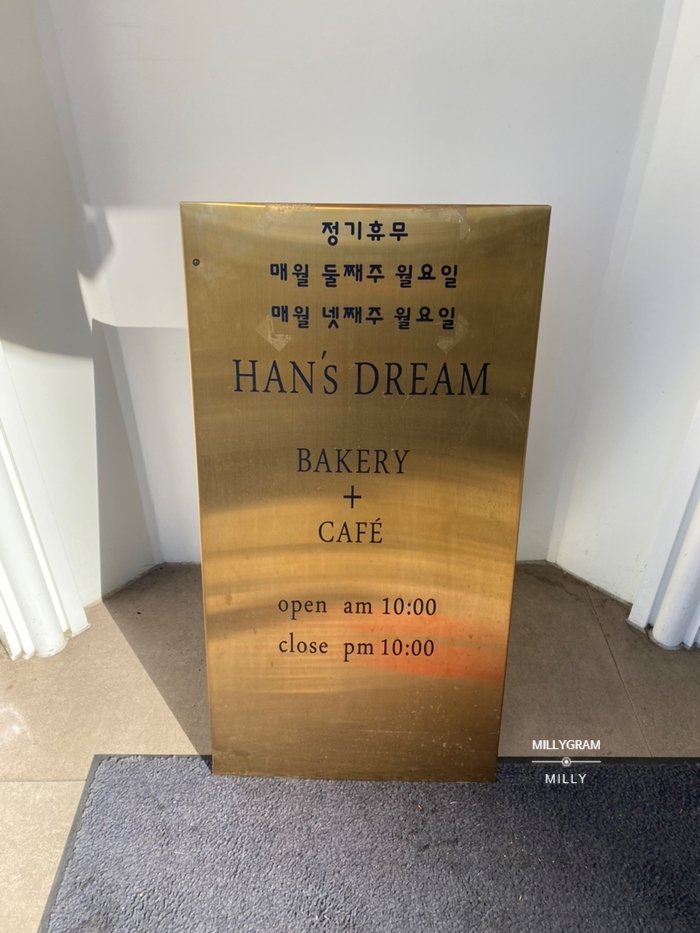 정기휴무
매월 둘째주 월요일
매월 넷째주 월요일
HAN's DREAM
BAKERY
+
CAFÉ
open am 10:00
close pm 10:00
MILLYGRAM
MILLY